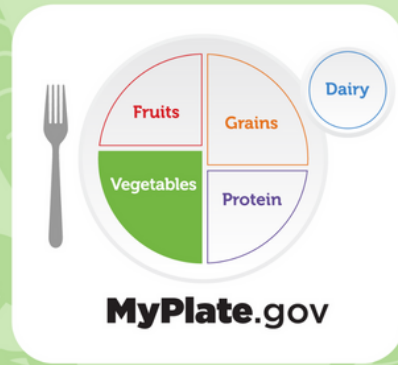 Fruits
Grains
Dairy
Vegetables
Protein
MyPlate.gov